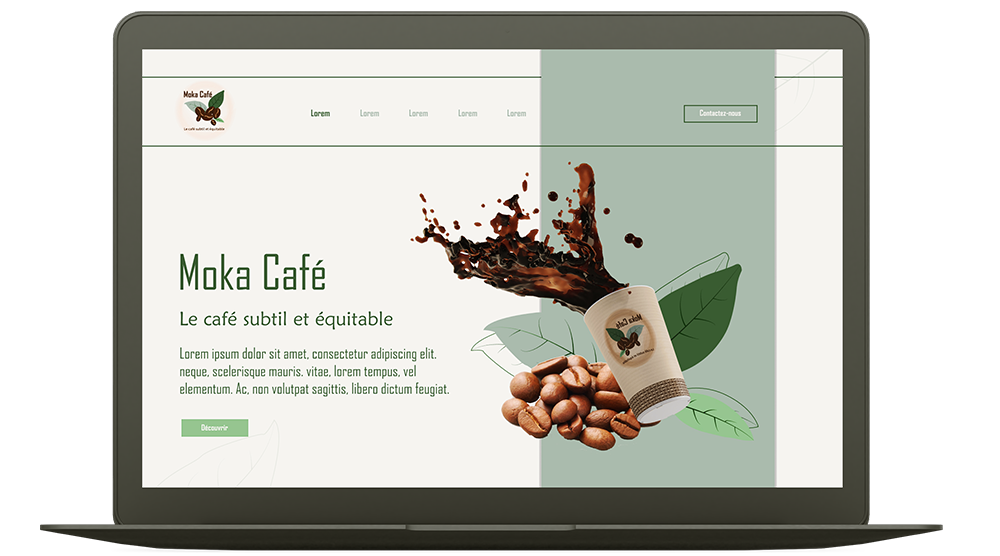 Moka Café
Le café subtil et équitable
Lorem Lorem Lorem Lorem Lorem
Contactez-nous
Moka Café
Le café subtil et équitable
Lorem ipsum dolor sit amet, consectetur adipiscing elit.
neque, scelerisque mauris. vitae, lorem tempus, vel
elementum. Ac, non volutpat sagittis, libero dictum feugiat.
Découvrir
Moka Café